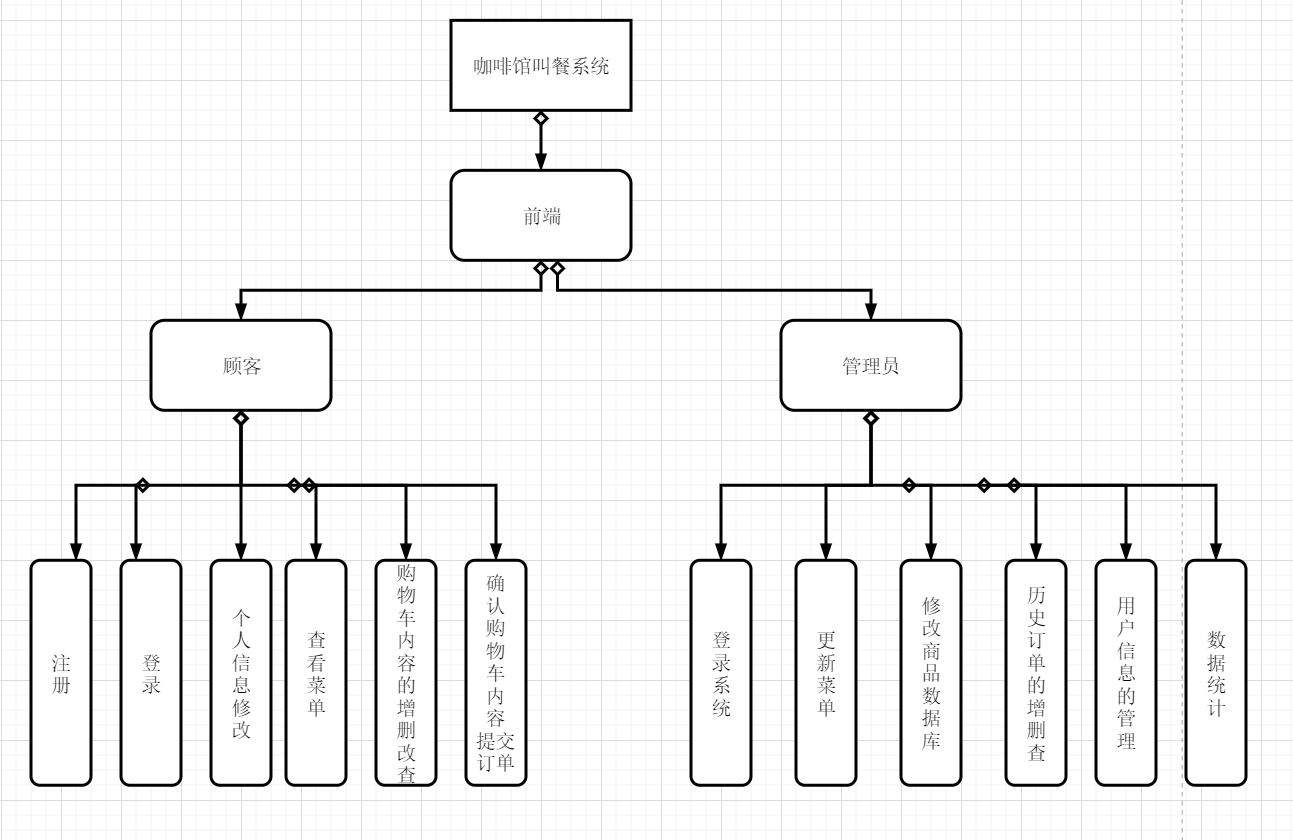 咖啡馆叫餐系统
前端
顾客
管理员
注册
登录
个人信息修改
查看菜单
购物车内容的增删改查
确认购物车内容提交订单
登录系统
更新菜单
修改商品数据库
历史订单的增删查
用户信息的管理
数据统计